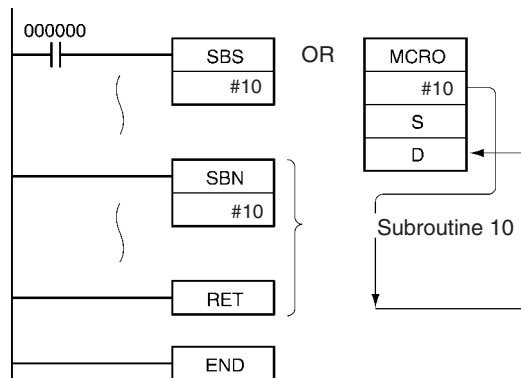 000000
SBS
#10
OR
MCRO
#10
S
D
SBN
#10
Subroutine 10
RET
END